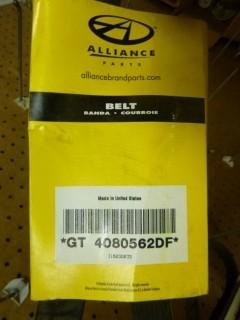 ALLIANCE
PARTS
alliancebrandparts.com
BELT
BANDA • COURROIE
Made in United States
*GT 4080562DF*